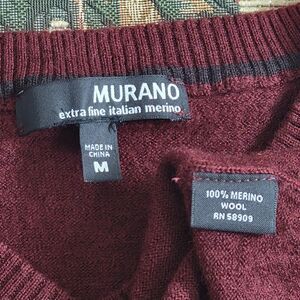 MURANO
extra fine italian merino
MADE IN
CHINA
M
100% MERINO
WOOL
RN 58909